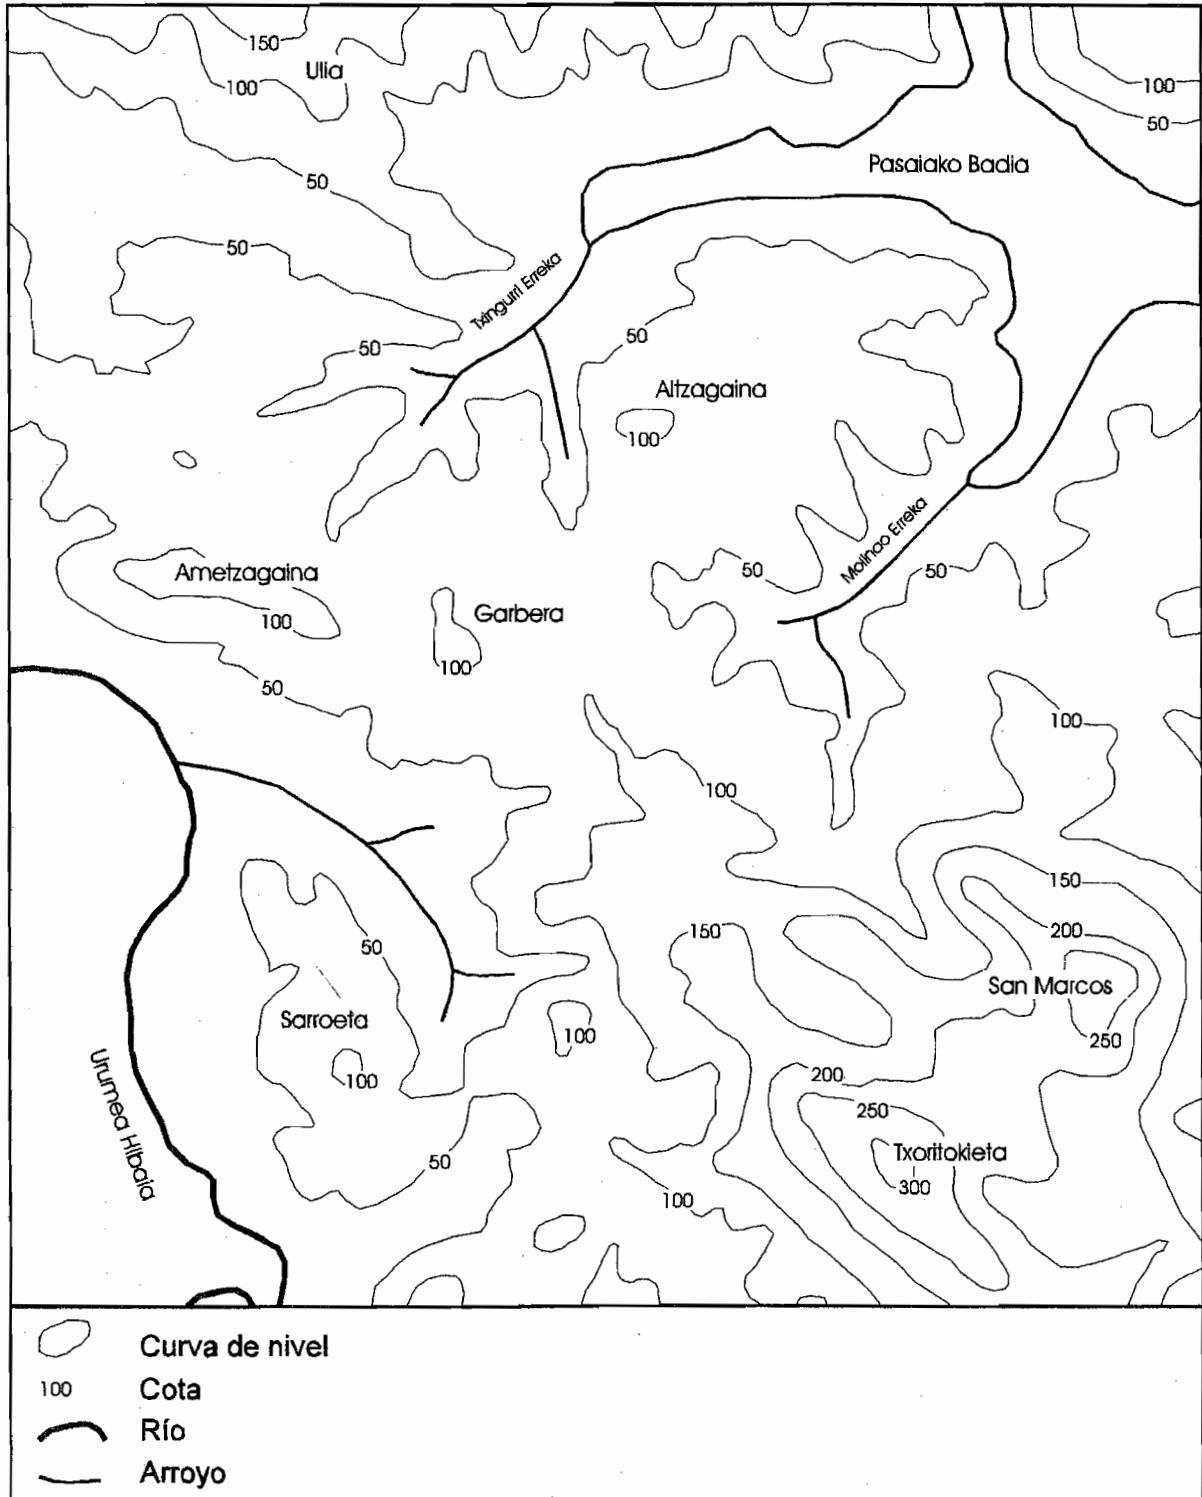 150
Ulia
100
100
50
50
Pasaiako Badia
50
Txingurri Erreka
50
50
Altzagaina
100
Molinao Erreka
50
50
Ametzagaina
100
Garbera
100
50
100
100
150
150
200
50
San Marcos
Sarroeta
100
250
100
200
250
Urumea Hibaia
Txoritokieta
50
300
100
Curva de nivel
100 Cota
Río
Arroyo